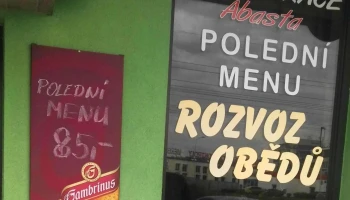 POLEDNÍ
MENU
85,-
Gambrinus
Abasta
POLEDNÍ
MENU
ROZVOZ
OBĚDŮ